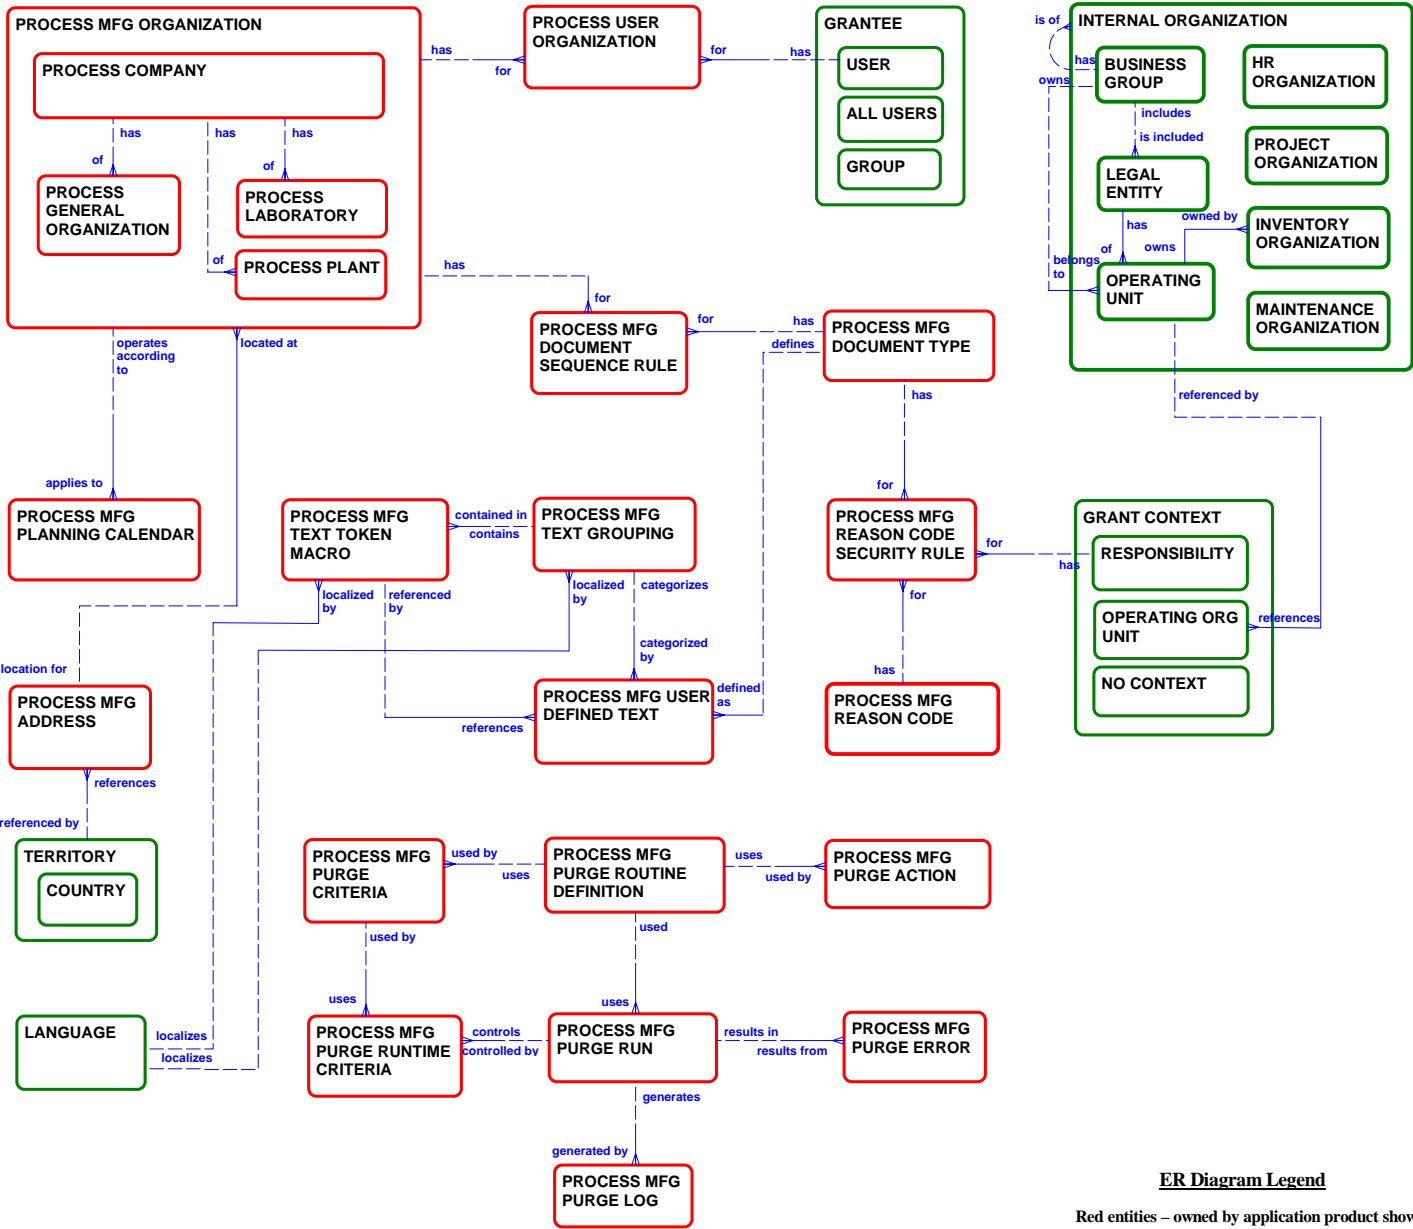 PROCESS MFG ORGANIZATION
PROCESS COMPANY
has
has
has
of
of
of
PROCESS
GENERAL
ORGANIZATION
PROCESS
LABORATORY
PROCESS PLANT
has
for
PROCESS USER
ORGANIZATION
for
has
GRANTEE
USER
ALL USERS
GROUP
is of
has
owns
INTERNAL ORGANIZATION
BUSINESS
GROUP
includes
is included
LEGAL
ENTITY
has
of
owns
owned by
belongs
to
OPERATING
UNIT
HR
ORGANIZATION
PROJECT
ORGANIZATION
INVENTORY
ORGANIZATION
MAINTENANCE
ORGANIZATION
has
for
PROCESS MFG
DOCUMENT
SEQUENCE RULE
for
has
defines
PROCESS MFG
DOCUMENT TYPE
has
for
operates
according
to
located at
applies to
PROCESS MFG
PLANNING CALENDAR
PROCESS MFG
TEXT TOKEN
MACRO
contained in
contains
PROCESS MFG
TEXT GROUPING
PROCESS MFG
REASON CODE
SECURITY RULE
for
has
referenced by
GRANT CONTEXT
RESPONSIBILITY
OPERATING ORG
UNIT
references
NO CONTEXT
localized
by
referenced
by
localized
by
categorizes
categorized
by
for
has
location for
PROCESS MFG
ADDRESS
references
references
PROCESS MFG USER
DEFINED TEXT
defined
as
PROCESS MFG
REASON CODE
referenced by
TERRITORY
COUNTRY
PROCESS MFG
PURGE
CRITERIA
used by
uses
PROCESS MFG
PURGE ROUTINE
DEFINITION
uses
used by
PROCESS MFG
PURGE ACTION
used by
uses
used
uses
LANGUAGE
localizes
localizes
PROCESS MFG
PURGE RUNTIME
CRITERIA
controls
controlled by
PROCESS MFG
PURGE RUN
results in
results from
PROCESS MFG
PURGE ERROR
generates
generated by
PROCESS MFG
PURGE LOG
ER Diagram Legend
Red entities – owned by application product show